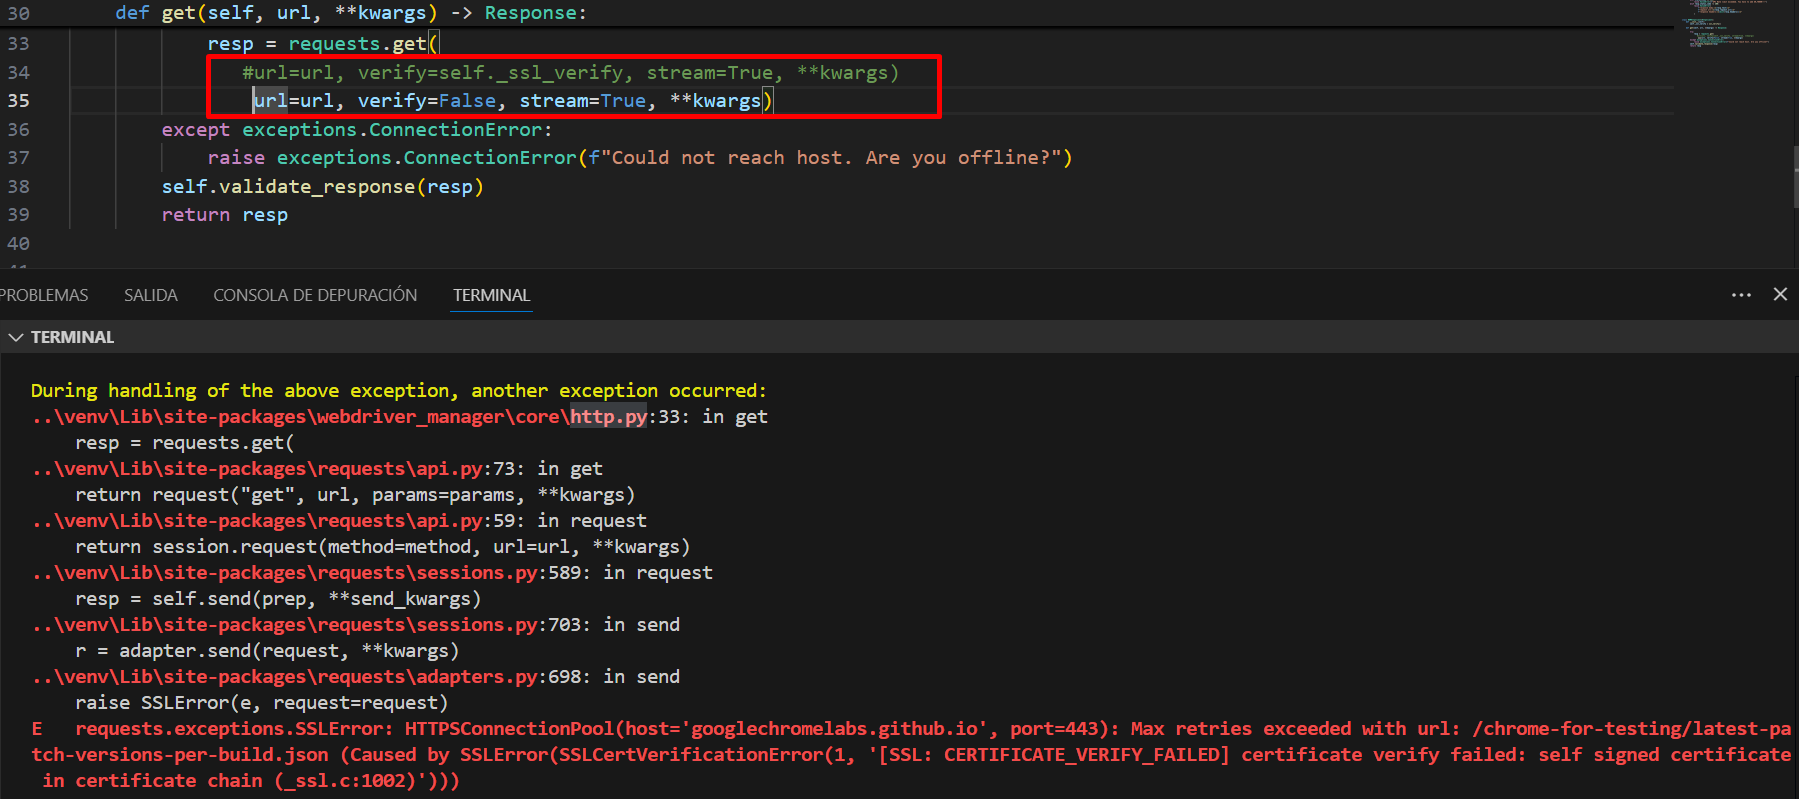 30 def get(self, url, **kwargs) -> Response:
33 resp = requests.get(
34 #url=url, verify=self._ssl_verify, stream=True, **kwargs)
35 url=url, verify=False, stream=True, **kwargs)
36 except exceptions.ConnectionError:
37 raise exceptions.ConnectionError(f"Could not reach host. Are you offline?")
38 self.validate_response(resp)
39 return resp
40
PROBLEMAS SALIDA CONSOLA DE DEPURACIÓN TERMINAL
TERMINAL
During handling of the above exception, another exception occurred:
..\venv\Lib\site-packages\webdriver_manager\core\http.py:33: in get
resp = requests.get(
..\venv\Lib\site-packages\requests\api.py:73: in get
return request("get", url, params=params, **kwargs)
..\venv\Lib\site-packages\requests\api.py:59: in request
return session.request(method=method, url=url, **kwargs)
..\venv\Lib\site-packages\requests\sessions.py:589: in request
resp = self.send(prep, **send_kwargs)
..\venv\Lib\site-packages\requests\sessions.py:703: in send
r = adapter.send(request, **kwargs)
..\venv\Lib\site-packages\requests\adapters.py:698: in send
raise SSLError(e, request=request)
E requests.exceptions.SSLError: HTTPSConnectionPool(host='googlechromelabs.github.io', port=443): Max retries exceeded with url: /chrome-for-testing/latest-pa
tch-versions-per-build.json (Caused by SSLError(SSLCertVerificationError(1, '[SSL: CERTIFICATE_VERIFY_FAILED] certificate verify failed: self signed certificate
in certificate chain (_ssl.c:1002)')))